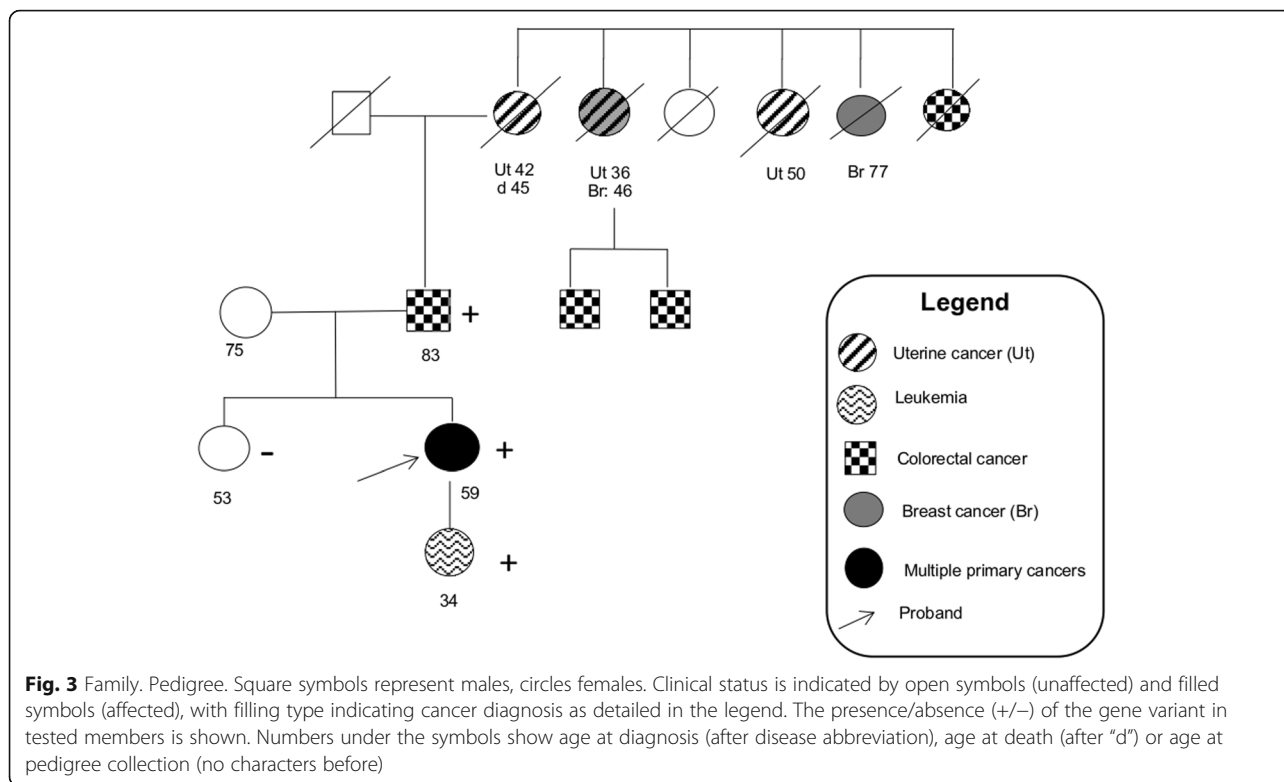 Ut 42
d 45
Ut 36
Br: 46
Ut 50
Br 77
75
+
83
-
53
+
59
+
34
Legend
Uterine cancer (Ut)
Leukemia
Colorectal cancer
Breast cancer (Br)
Multiple primary cancers
Proband
Fig. 3 Family. Pedigree. Square symbols represent males, circles females. Clinical status is indicated by open symbols (unaffected) and filled
symbols (affected), with filling type indicating cancer diagnosis as detailed in the legend. The presence/absence (+/−) of the gene variant in
tested members is shown. Numbers under the symbols show age at diagnosis (after disease abbreviation), age at death (after “d”) or age at
pedigree collection (no characters before)